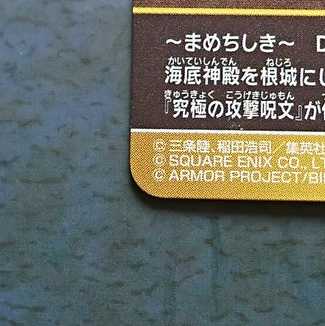 ～まめちしき～ D
かいていしんでん ねじろ
海底神殿を根城にし
きゅうきょく こうげきじゅもん
『究極の攻撃呪文』が
© 三条陸、稲田浩司／集英社
© SQUARE ENIX CO., LT
© ARMOR PROJECT/BI